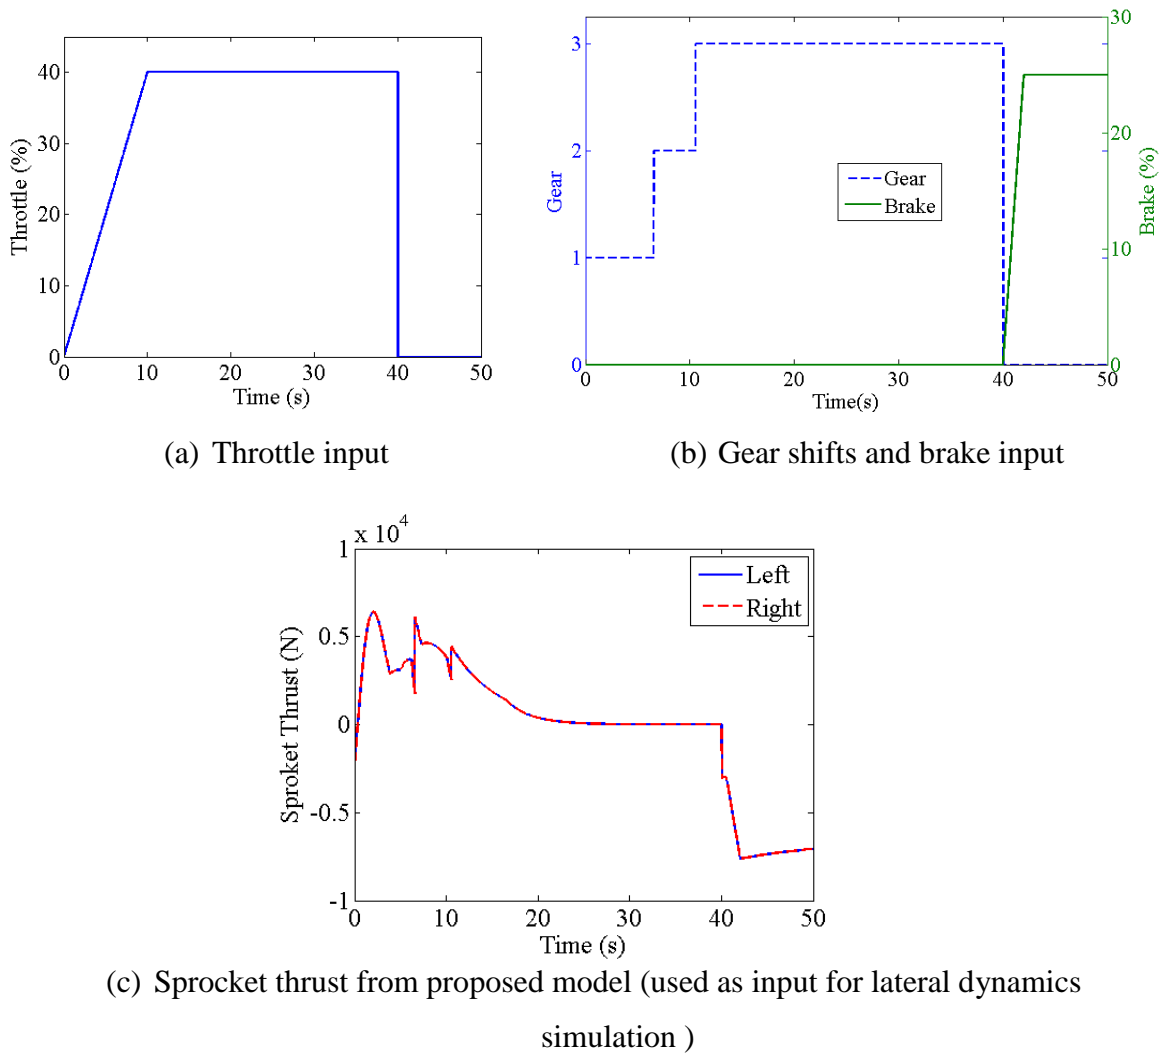 40
30
20
10
0
Throttle (%)
0 10 20 30 40 50
Time (s)
(a) Throttle input
3
2
1
0
Gear
30
20
10
0
Brake (%)
Gear
Brake
0 10 20 30 40 50
Time(s)
(b) Gear shifts and brake input
x 10^4
1
0.5
0
-0.5
-1
Sproket Thrust (N)
Left
Right
0 10 20 30 40 50
Time (s)
(c) Sprocket thrust from proposed model (used as input for lateral dynamics
simulation )